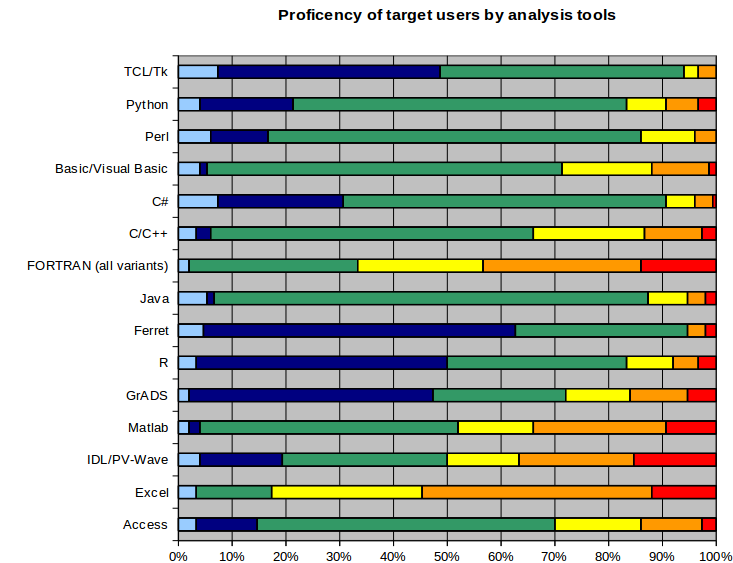 Proficency of target users by analysis tools
TCL/Tk
Python
Perl
Basic/Visual Basic
C#
C/C++
FORTRAN (all variants)
Java
Ferret
R
GrADS
Matlab
IDL/PV-Wave
Excel
Access
0% 10% 20% 30% 40% 50% 60% 70% 80% 90% 100%